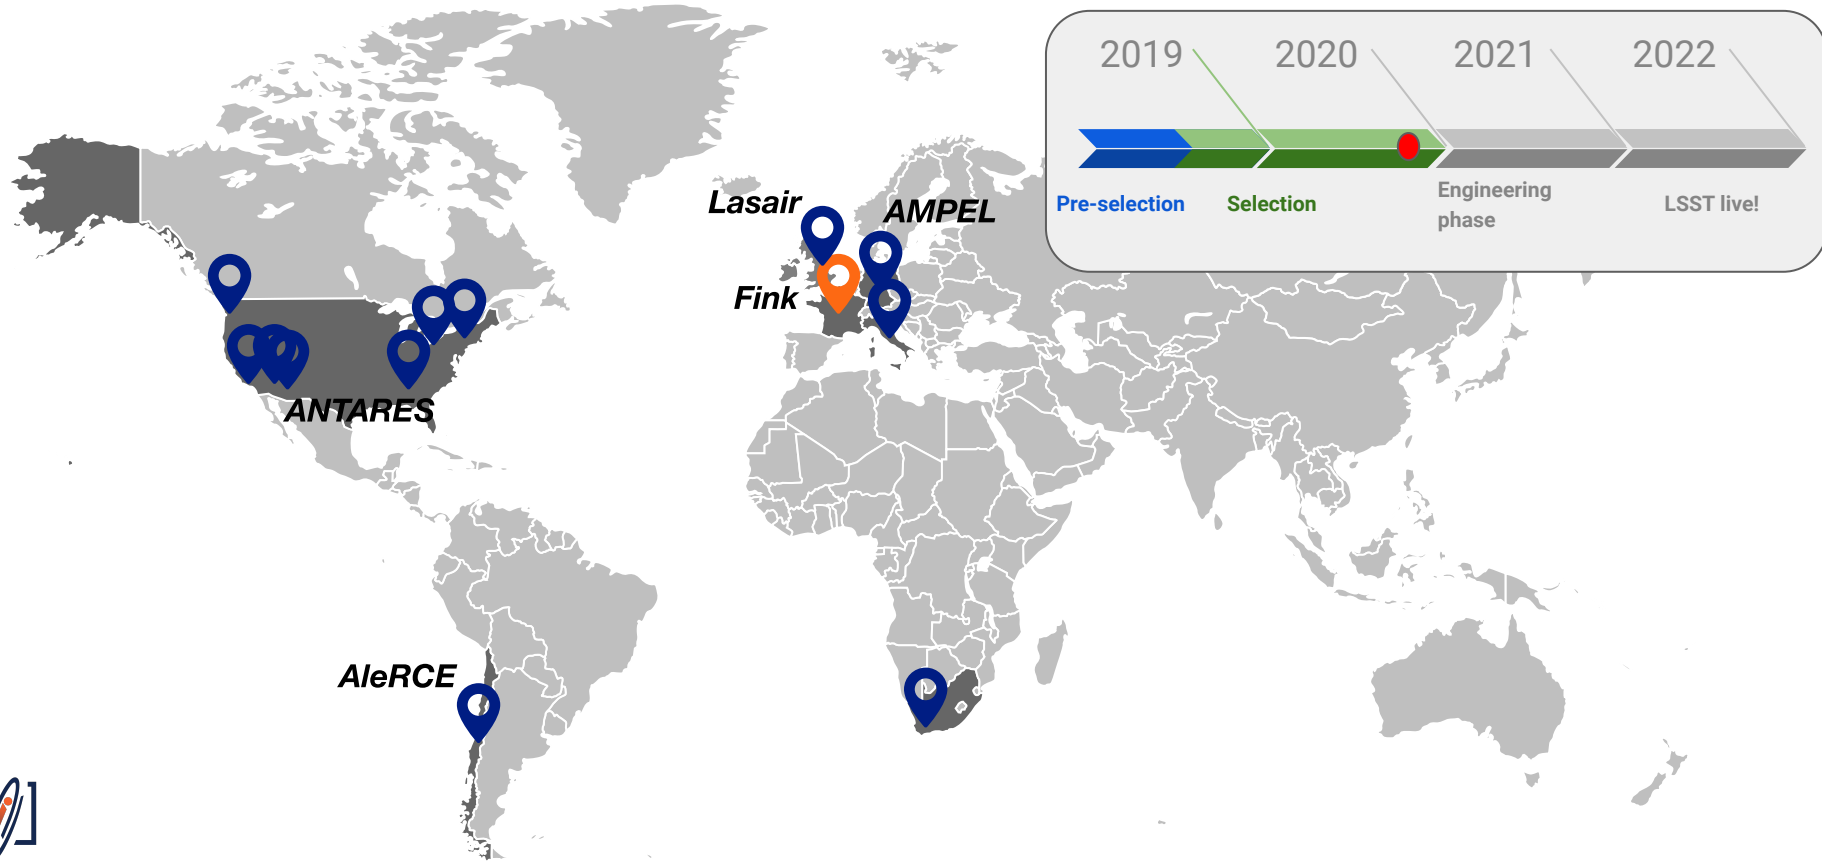 2019 2020 2021 2022
Pre-selection Selection Engineering phase LSST live!
Lasair
AMPEL
Fink
ANTARES
AleRCE